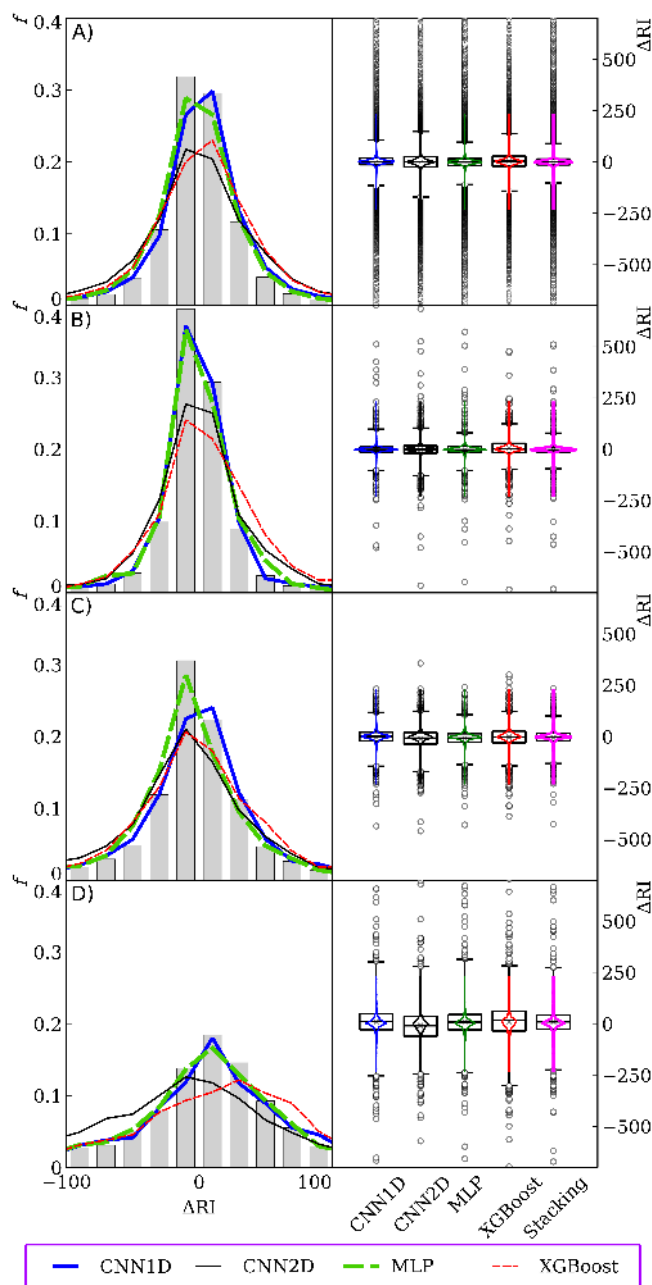 f 0.4 A) 500 ΔRI
0.3 250
0.2 0
0.1 −250
0 −500
f 0.4 B) 500 ΔRI
0.3 250
0.2 0
0.1 −250
0 −500
f 0.4 C) 500 ΔRI
0.3 250
0.2 0
0.1 −250
0 −500
f 0.4 D) 500 ΔRI
0.3 250
0.2 0
0.1 −250
0 −500
−100 0 100 CNN1D CNN2D MLP XGBoost Stacking
ΔRI
CNN1D CNN2D MLP XGBoost